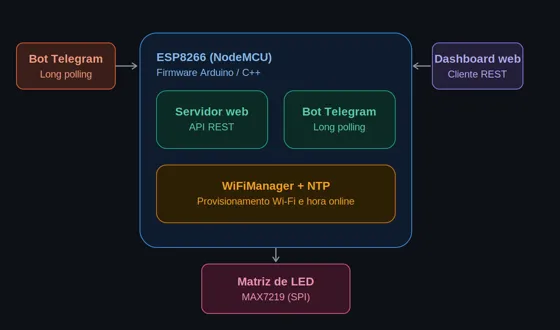 Bot Telegram
Long polling
ESP8266 (NodeMCU)
Firmware Arduino / C++
Dashboard web
Cliente REST
Servidor web
API REST
Bot Telegram
Long polling
WiFiManager + NTP
Provisionamento Wi-Fi e hora online
Matriz de LED
MAX7219 (SPI)